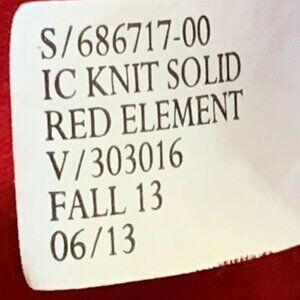 S/686717-00
IC KNIT SOLID
RED ELEMENT
V/303016
FALL 13
06/13